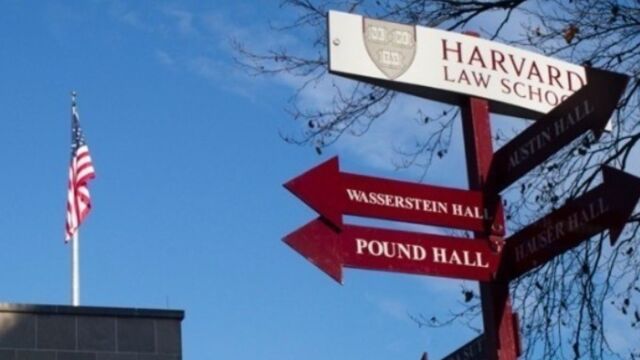 HARVARD
LAW SCHOOL
AUSTIN HALL
WASSERSTEIN HALL
POUND HALL
HAUSER HALL